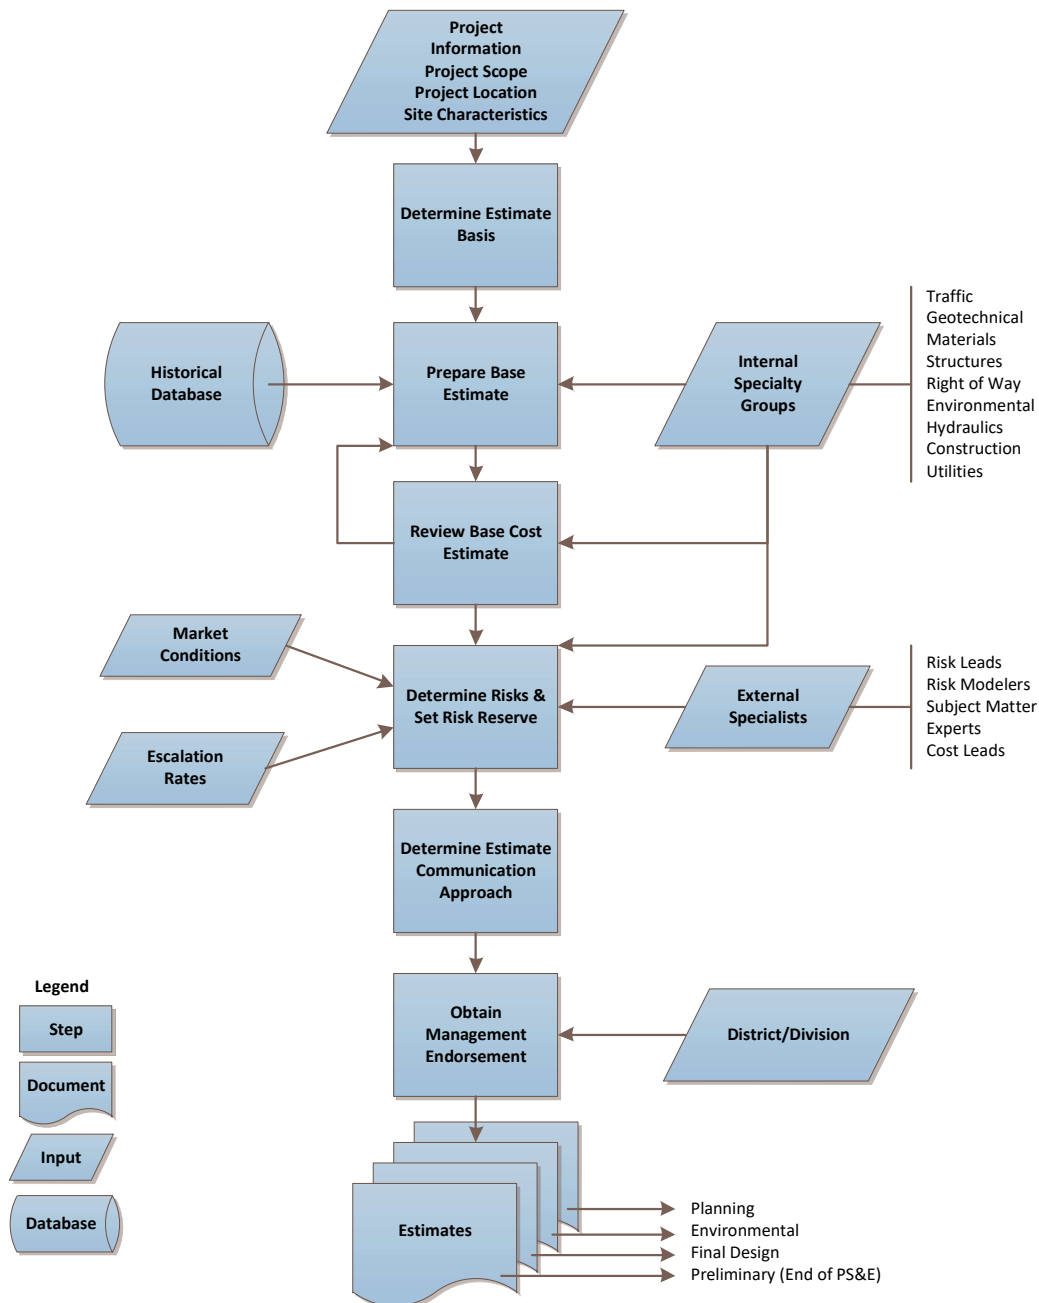 Project
Information
Project Scope
Project Location
Site Characteristics
Determine Estimate
Basis
Historical
Database
Prepare Base
Estimate
Internal
Specialty
Groups
Traffic
Geotechnical
Materials
Structures
Right of Way
Environmental
Hydraulics
Construction
Utilities
Review Base Cost
Estimate
Market
Conditions
Escalation
Rates
Determine Risks &
Set Risk Reserve
External
Specialists
Risk Leads
Risk Modelers
Subject Matter
Experts
Cost Leads
Determine Estimate
Communication
Approach
Obtain
Management
Endorsement
District/Division
Legend
Step
Document
Input
Database
Estimates
Planning
Environmental
Final Design
Preliminary (End of PS&E)